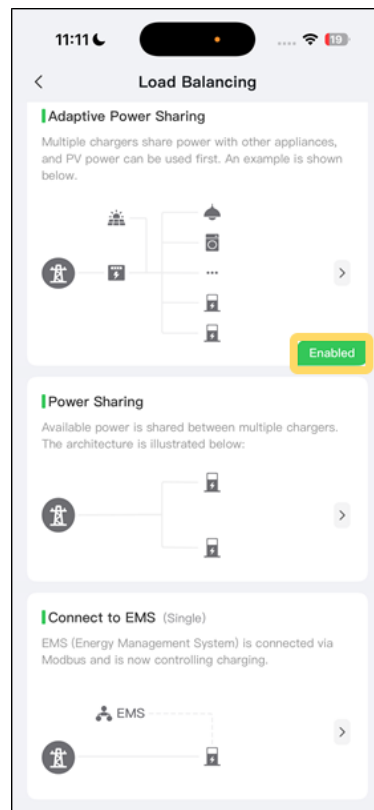 11:11
19
Load Balancing
Adaptive Power Sharing
Multiple chargers share power with other appliances,
and PV power can be used first. An example is shown
below.
...
Enabled
Power Sharing
Available power is shared between multiple chargers.
The architecture is illustrated below:
Connect to EMS (Single)
EMS (Energy Management System) is connected via
Modbus and is now controlling charging.
EMS